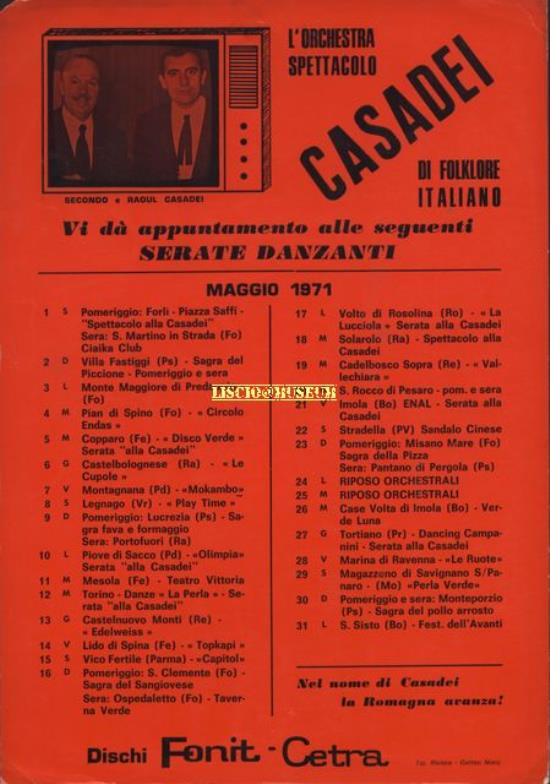 L'ORCHESTRA
SPETTACOLO
CASADEI
DI FOLKLORE
ITALIANO
SECONDO e RAOUL CASADEI
Vi dà appuntamento alle seguenti
SERATE DANZANTI
MAGGIO 1971
1 S Pomeriggio: Forlì - Piazza Saffi -
"Spettacolo alla Casadei"
Sera: S. Martino in Strada (Fo)
Ciaika Club
2 D Villa Fastiggi (Ps) - Sagra del
Piccione - Pomeriggio e sera
3 L Monte Maggiore di
(Fo)
4 M Pian di Spino (Fo) - «Circolo
Endas»
5 M Copparo (Fe) - «Disco Verde»
Serata "alla Casadei"
6 G Castelbolognese (Ra) - «Le
Cupole»
7 V Montagnana (Pd) - «Mokambo»
8 S Legnago (Vr) - «Play Time»
9 D Pomeriggio: Lucrezia (Ps) - Sa-
gra fava e formaggio
Sera: Portofuori (Ra)
10 L Piove di Sacco (Pd) - «Olimpia»
Serata "alla Casadei"
11 M Mesola (Fe) - Teatro Vittoria
12 M Torino - Danze «La Perla» - Se-
rata "alla Casadei"
13 G Castelnuovo Monti (Re) -
«Edelweiss»
14 V Lido di Spina (Fe) - «Topkapi»
15 S Vico Fertile (Parma) - «Capitol»
16 D Pomeriggio: S. Clemente (Fo) -
Sagra del Sangiovese
Sera: Ospedaletto (Fo) - Taver-
na Verde
17 L Volto di Rosolina (Ro) - «La
Lucciola» Serata alla Casadei
18 M Solarolo (Ra) - Spettacolo alla
Casadei
19 M Cadelbosco Sopra (Re) - «Val-
lechiara»
S. Rocco di Pesaro - pom. e sera
21 V Imola (Bo) ENAL - Serata alla
Casadei
22 S Stradella (PV) Sandalo Cinese
23 D Pomeriggio: Misano Mare (Fo)
Sagra della Pizza
Sera: Pantano di Pergola (Ps)
24 L RIPOSO ORCHESTRALI
25 M RIPOSO ORCHESTRALI
26 M Case Volta di Imola (Bo) - Ver-
de Luna
27 G Tortiano (Pr) - Dancing Campa-
nini - Serata alla Casadei
28 V Marina di Ravenna - «Le Ruote»
29 S Magazzeno di Savignano S/Pa-
naro - (Mo) «Perla Verde»
30 D Pomeriggio e sera: Monteporzio
(Ps) - Sagra del pollo arrosto
31 L S. Sisto (Bo) - Fest. dell'Avanti
LISCIO@MUSEUM
Nel nome di Casadei
la Romagna avanza!
Dischi Fonit-Cetra